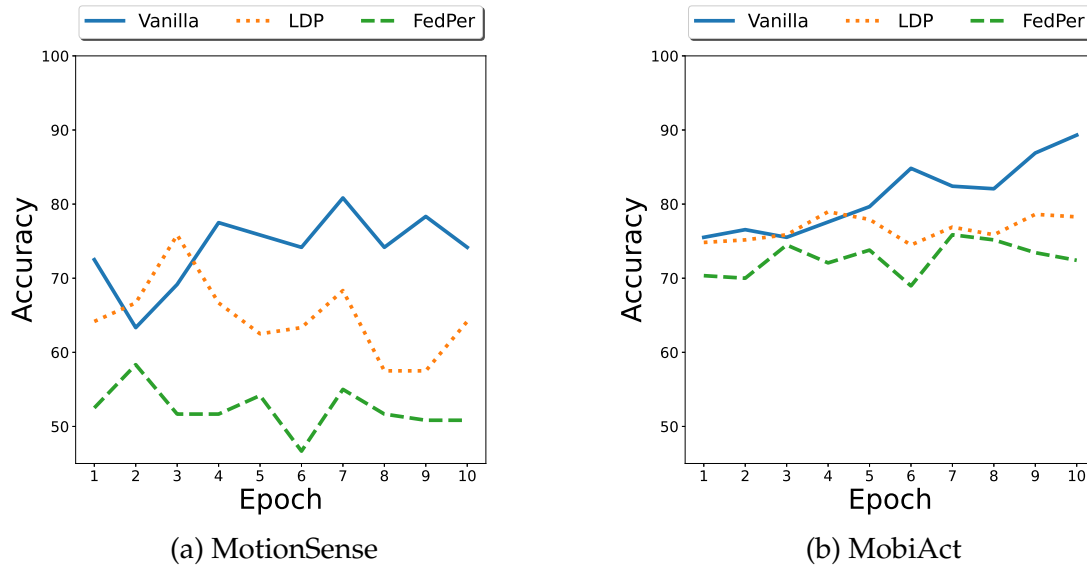 Vanilla LDP FedPer
100
90
80
70
60
50
Accuracy
1 2 3 4 5 6 7 8 9 10
Epoch
(a) MotionSense
Vanilla LDP FedPer
100
90
80
70
60
50
Accuracy
1 2 3 4 5 6 7 8 9 10
Epoch
(b) MobiAct